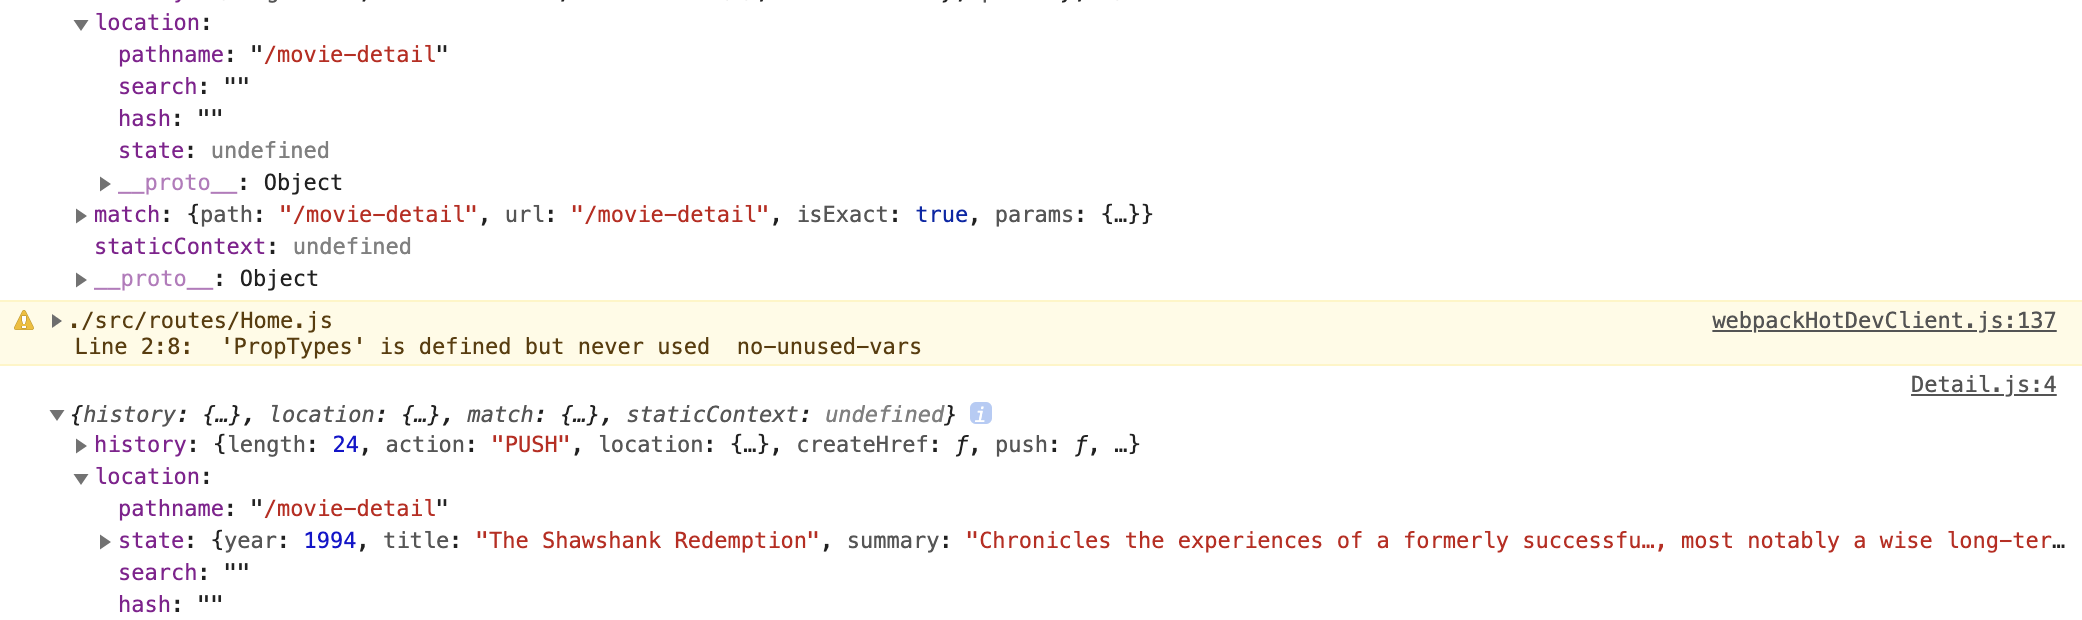 location:
pathname: "/movie-detail"
search: ""
hash: ""
state: undefined
__proto__: Object
match: {path: "/movie-detail", url: "/movie-detail", isExact: true, params: {…}}
staticContext: undefined
__proto__: Object
./src/routes/Home.js webpackHotDevClient.js:137
Line 2:8:  'PropTypes' is defined but never used  no-unused-vars
Detail.js:4
{history: {…}, location: {…}, match: {…}, staticContext: undefined} i
history: {length: 24, action: "PUSH", location: {…}, createHref: ƒ, push: ƒ, …}
location:
pathname: "/movie-detail"
state: {year: 1994, title: "The Shawshank Redemption", summary: "Chronicles the experiences of a formerly successfu…, most notably a wise long-ter…
search: ""
hash: ""